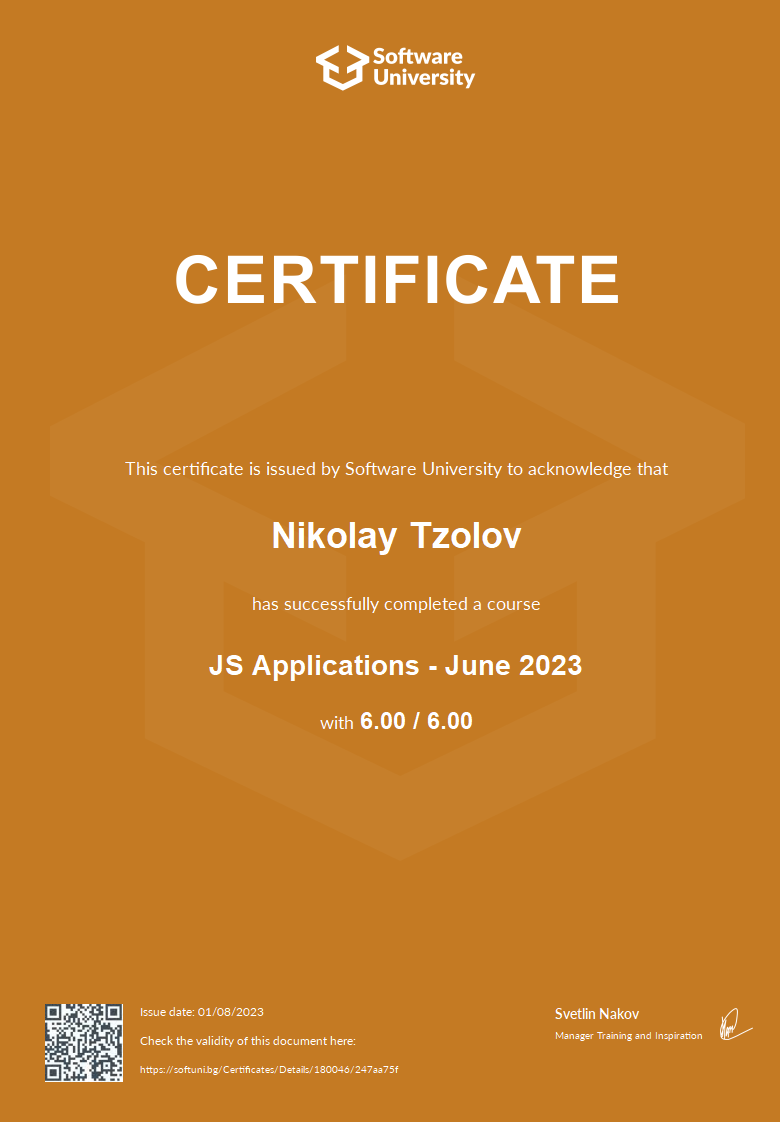 Software
University
CERTIFICATE
This certificate is issued by Software University to acknowledge that
Nikolay Tzolov
has successfully completed a course
JS Applications - June 2023
with 6.00 / 6.00
Issue date: 01/08/2023
Check the validity of this document here:
https://softuni.bg/Certificates/Details/180046/247aa75f
Svetlin Nakov
Manager Training and Inspiration